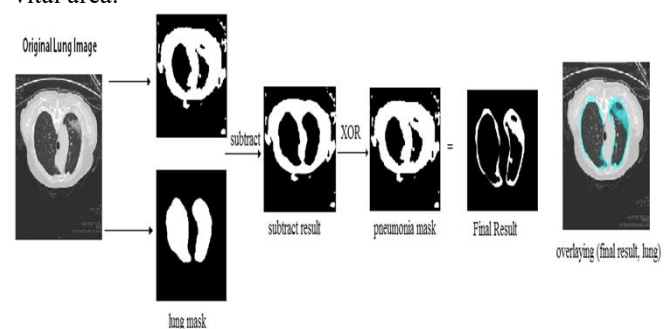 vital area.
Original Lung Image
subtract
XOR
=
subtract result
pneumonia mask
Final Result
overlaying (final result, lung)
lung mask